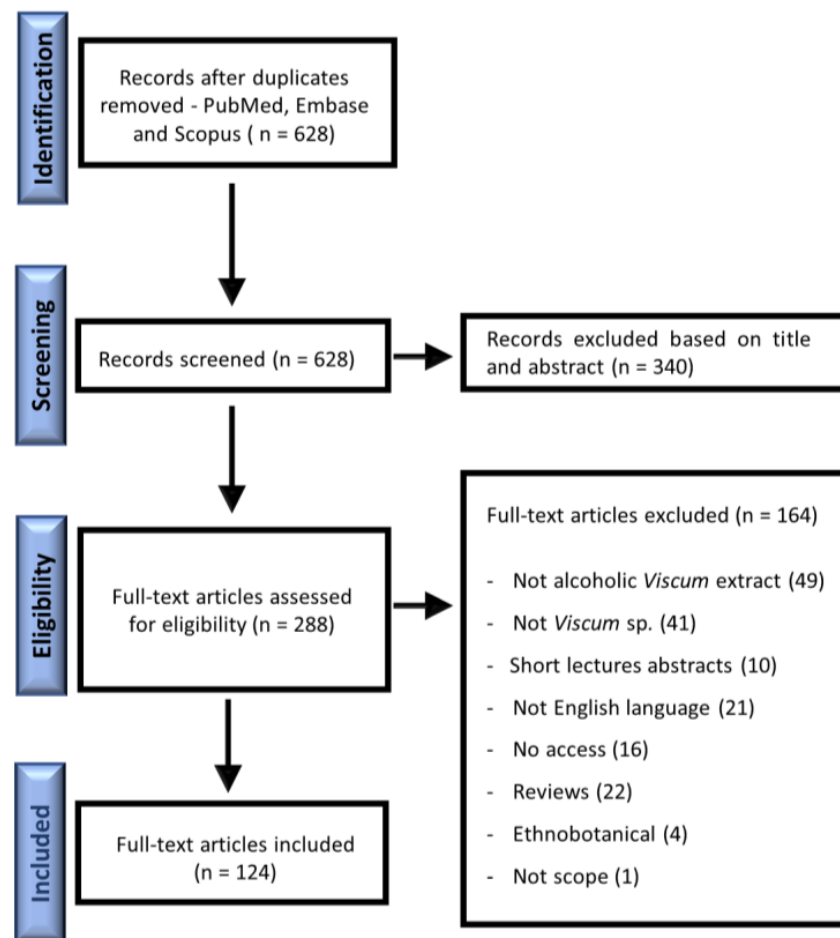 Identification
Records after duplicates
removed - PubMed, Embase
and Scopus ( n = 628)
Screening
Records screened (n = 628)
Records excluded based on title
and abstract (n = 340)
Eligibility
Full-text articles assessed
for eligibility (n = 288)
Full-text articles excluded (n = 164)
- Not alcoholic Viscum extract (49)
- Not Viscum sp. (41)
- Short lectures abstracts (10)
- Not English language (21)
- No access (16)
- Reviews (22)
- Ethnobotanical (4)
- Not scope (1)
Included
Full-text articles included
(n = 124)